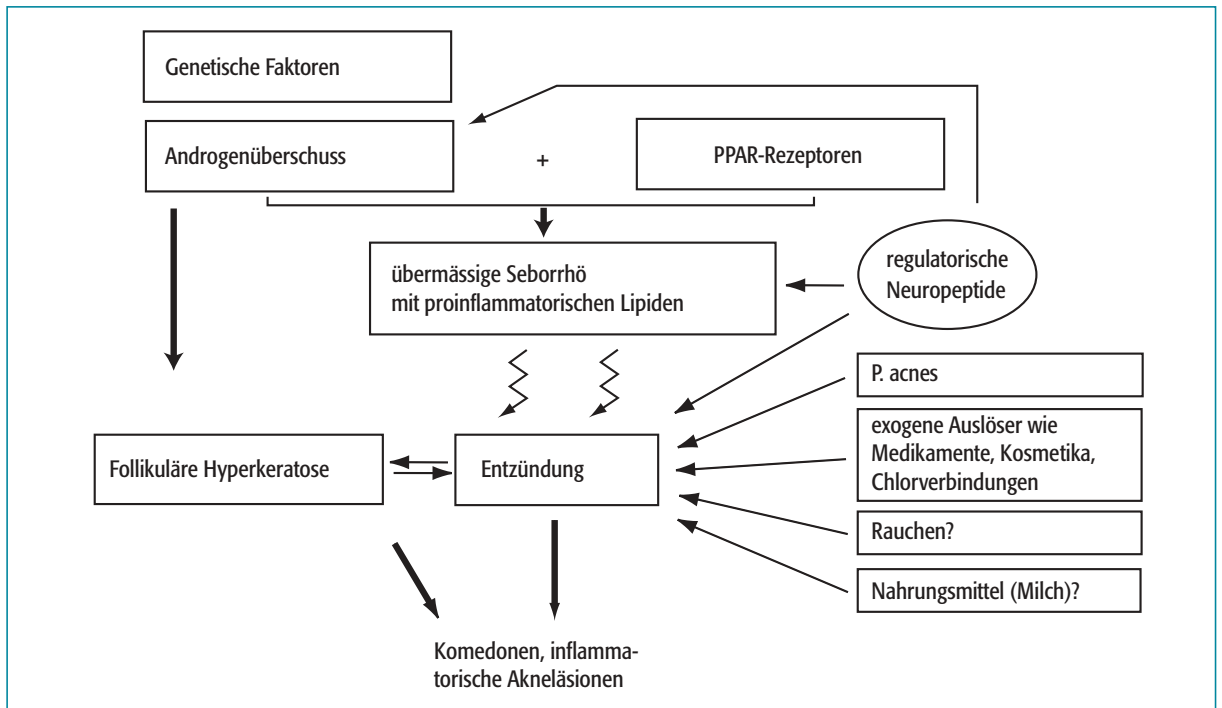 Genetische Faktoren
Androgenüberschuss
+
PPAR-Rezeptoren
übermässige Seborrhö
mit proinflammatorischen Lipiden
regulatorische
Neuropeptide
P. acnes
exogene Auslöser wie
Medikamente, Kosmetika,
Chlorverbindungen
Follikuläre Hyperkeratose
Entzündung
Rauchen?
Nahrungsmittel (Milch)?
Komedonen, inflamma-
torische Akneläsionen